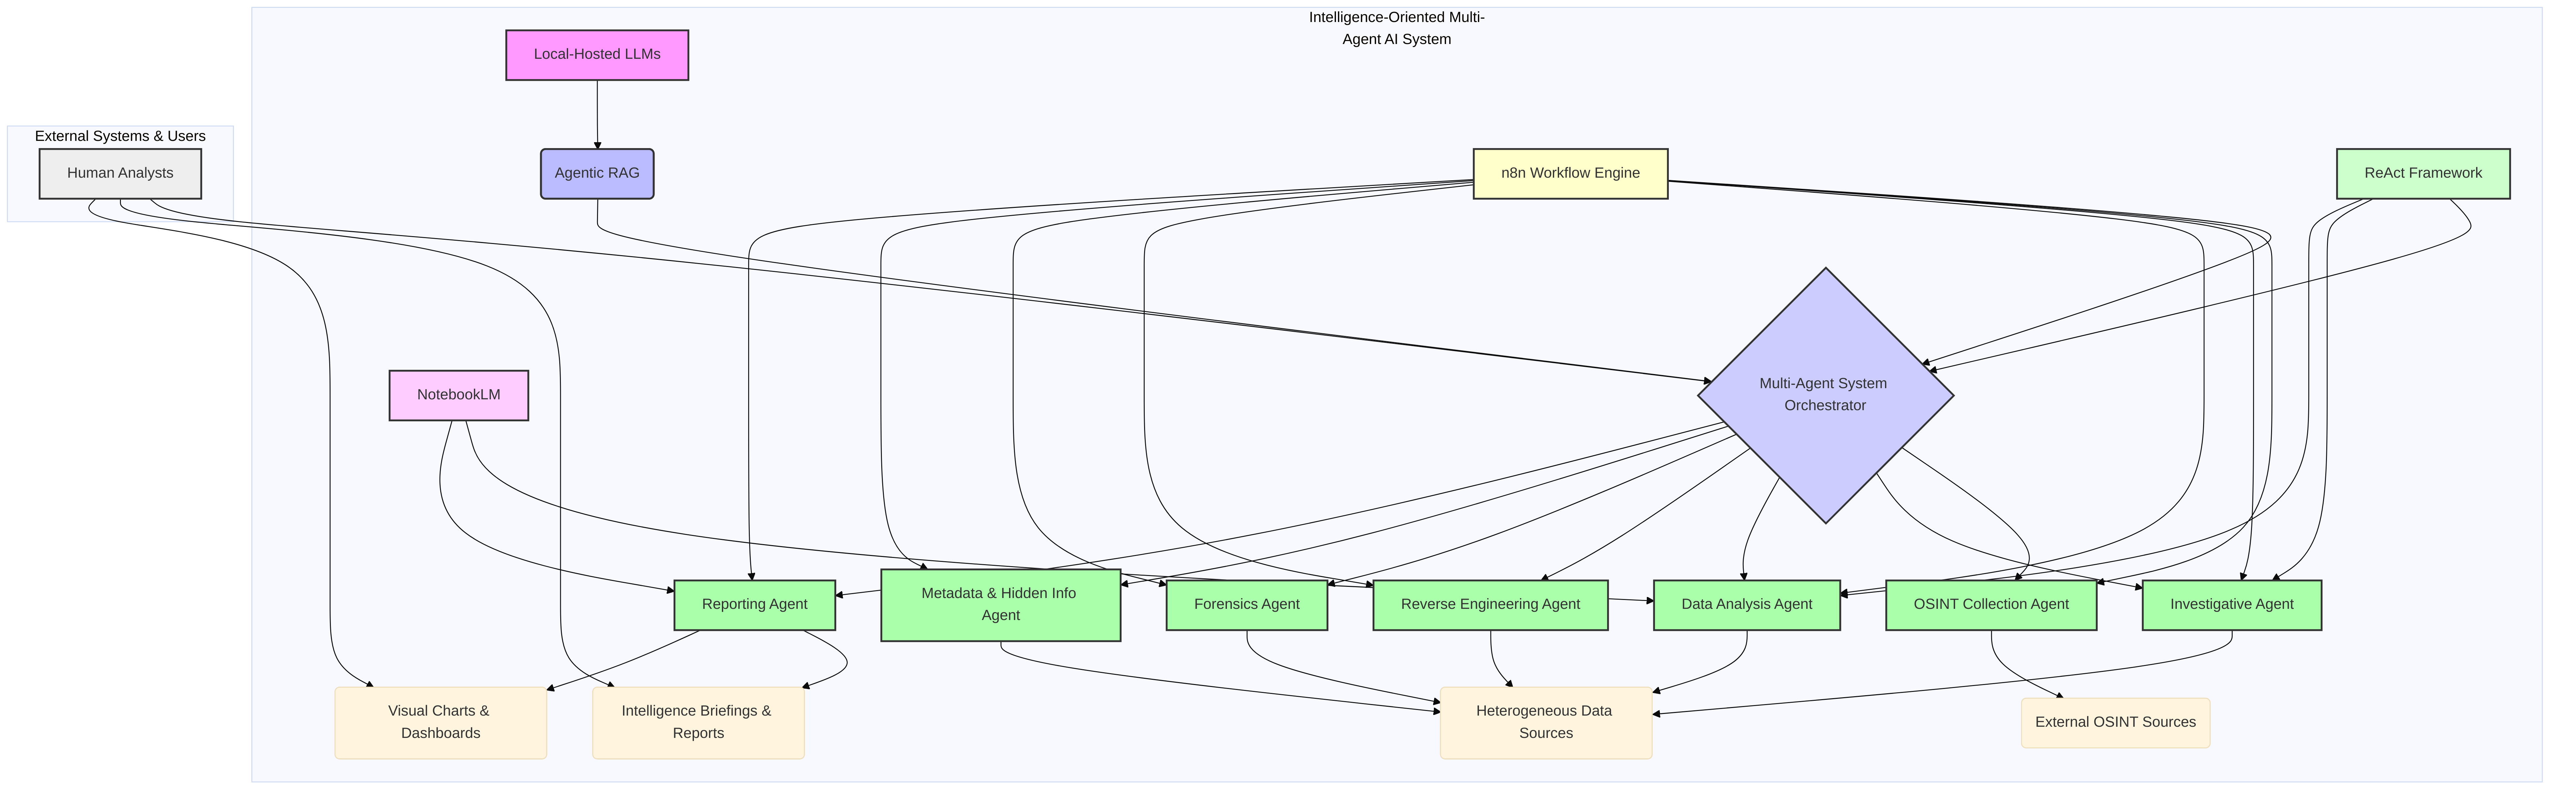 Intelligence-Oriented Multi-
Agent AI System
Local-Hosted LLMs
External Systems & Users
Human Analysts
Agentic RAG
n8n Workflow Engine
ReAct Framework
NotebookLM
Multi-Agent System
Orchestrator
Reporting Agent
Metadata & Hidden Info
Agent
Forensics Agent
Reverse Engineering Agent
Data Analysis Agent
OSINT Collection Agent
Investigative Agent
Visual Charts &
Dashboards
Intelligence Briefings &
Reports
Heterogeneous Data
Sources
External OSINT Sources